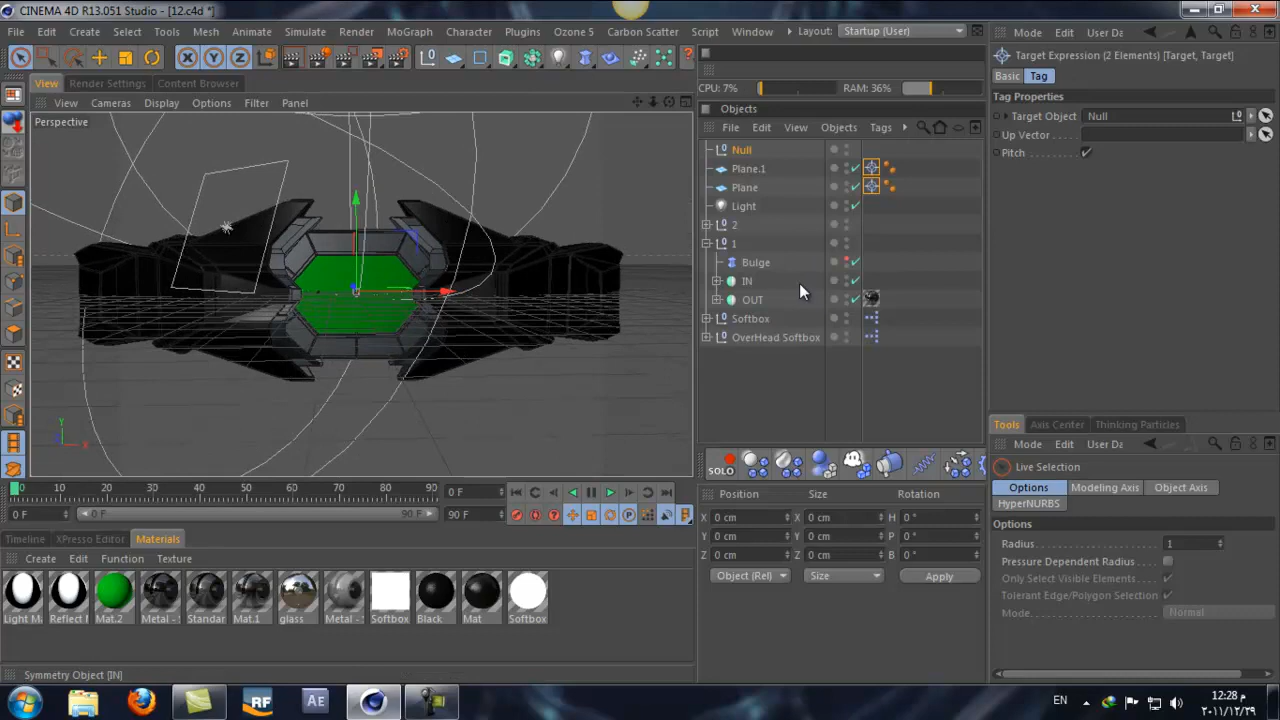 CINEMA 4D R13.051 Studio - [12.c4d *]
File Edit Create Select Tools Mesh Animate Simulate Render MoGraph Character Plugins Ozone 5 Carbon Scatter Script Window Layout: Startup (User)
Mode Edit User Da
Target Expression (2 Elements) [Target, Target]
Basic Tag
Tag Properties
Target Object Null
Up Vector
Pitch
View Render Settings Content Browser
CPU: 7% RAM: 36%
View Cameras Display Options Filter Panel
Perspective
Y
X
Objects
File Edit View Objects Tags
Null
Plane.1
Plane
Light
2
1
Bulge
IN
OUT
Softbox
OverHead Softbox
SOLO
Tools Axis Center Thinking Particles
Mode Edit User Da
Live Selection
Options Modeling Axis Object Axis
HyperNURBS
Options
Radius 1
Pressure Dependent Radius
Only Select Visible Elements
Tolerant Edge/Polygon Selection
Mode: Normal
0 10 20 30 40 50 60 70 80 90 0 F
0 F 0 F 90 F 90 F
Position Size Rotation
X 0 cm X 0 cm H 0 °
Y 0 cm Y 0 cm P 0 °
Z 0 cm Z 0 cm B 0 °
Object (Rel) Size Apply
Timeline XPresso Editor Materials
Create Edit Function Texture
Light Ma Reflect M Mat.2 Metal - Standar Mat.1 glass Metal - Softbox Black Mat Softbox
Symmetry Object [IN]
RF Ae
EN
12:28 م
٢٠١١/١٢/٢٩